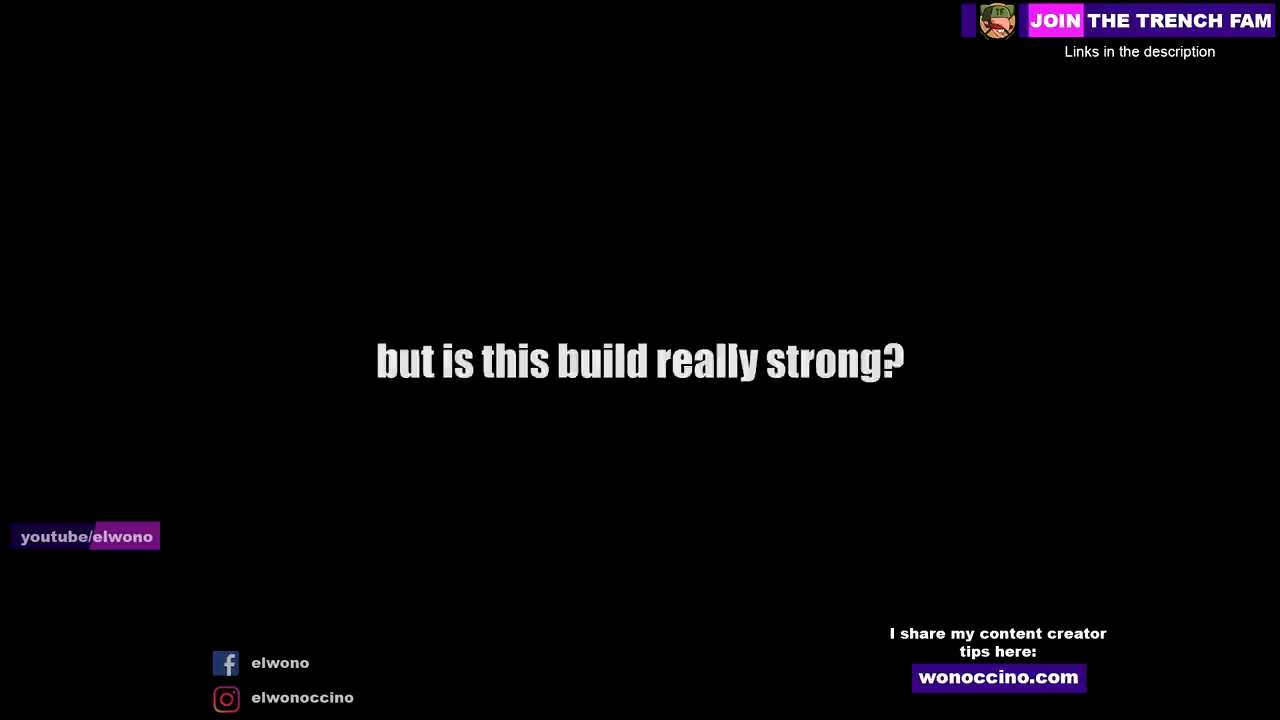 JOIN THE TRENCH FAM
Links in the description
but is this build really strong?
youtube/elwono
I share my content creator
tips here:
wonoccino.com
elwono
elwonoccino